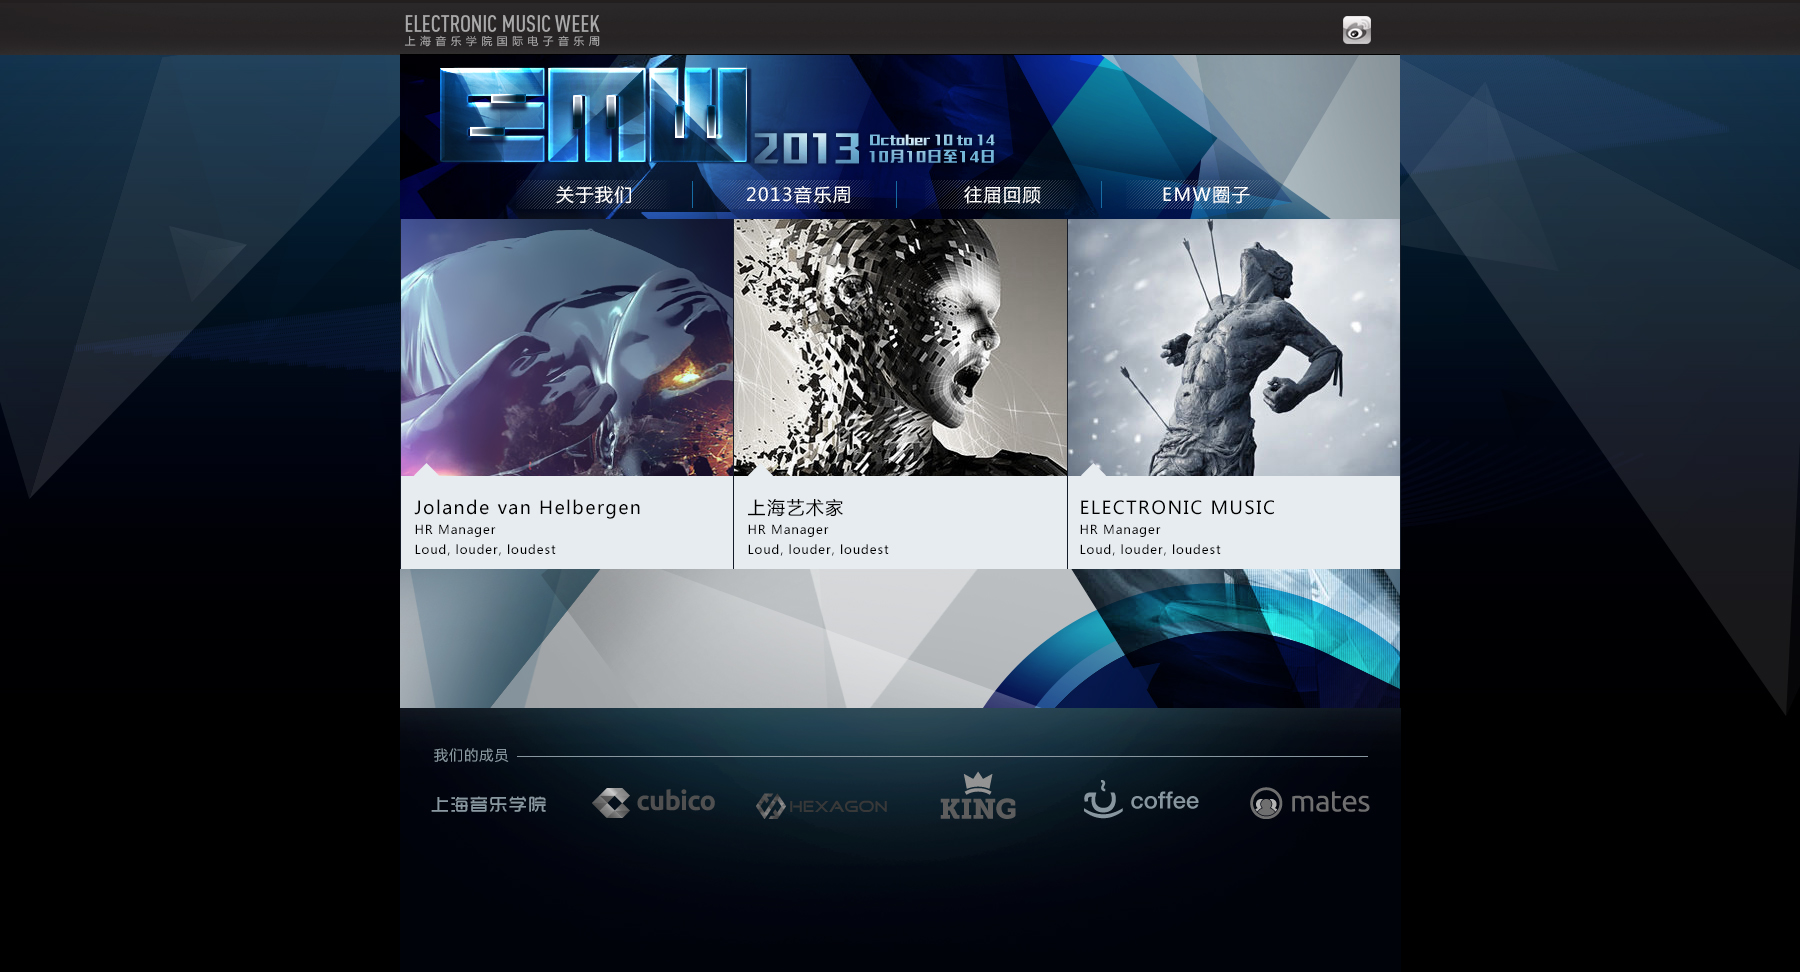 ELECTRONIC MUSIC WEEK
上海音乐学院国际电子音乐周
EMW
2013
October 10 to 14
10月10日至14日
关于我们
2013音乐周
往届回顾
EMW圈子
Jolande van Helbergen
HR Manager
Loud, louder, loudest
上海艺术家
HR Manager
Loud, louder, loudest
ELECTRONIC MUSIC
HR Manager
Loud, louder, loudest
我们的成员
上海音乐学院
cubico
HEXAGON
KING
coffee
mates